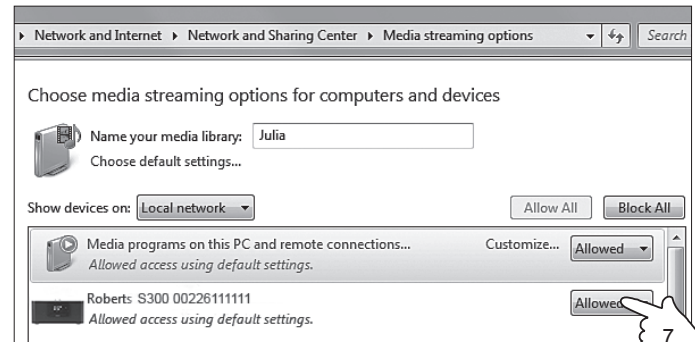 Network and Internet ▸ Network and Sharing Center ▸ Media streaming options
Search
Choose media streaming options for computers and devices
Name your media library: Julia
Choose default settings...
Show devices on: Local network
Allow All
Block All
Media programs on this PC and remote connections...
Customize...
Allowed
Allowed access using default settings.
Roberts S300 00226111111
Allowed
Allowed access using default settings.
7